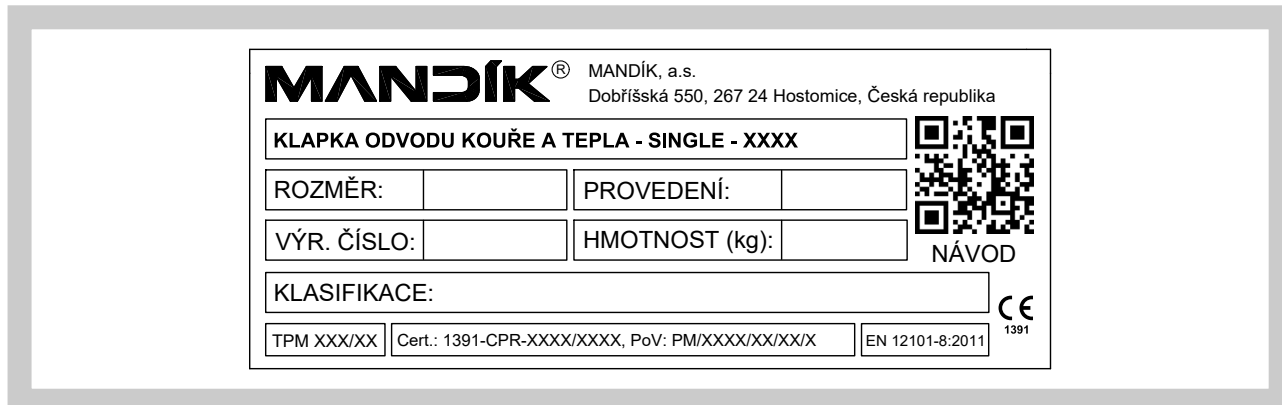 MANDÍK® MANDÍK, a.s.
Dobříšská 550, 267 24 Hostomice, Česká republika
KLAPKA ODVODU KOUŘE A TEPLA - SINGLE - XXXX
ROZMĚR: PROVEDENÍ:
VÝR. ČÍSLO: HMOTNOST (kg):
NÁVOD
KLASIFIKACE:
CE
1391
TPM XXX/XX Cert.: 1391-CPR-XXXX/XXXX, PoV: PM/XXXX/XX/XX/X EN 12101-8:2011